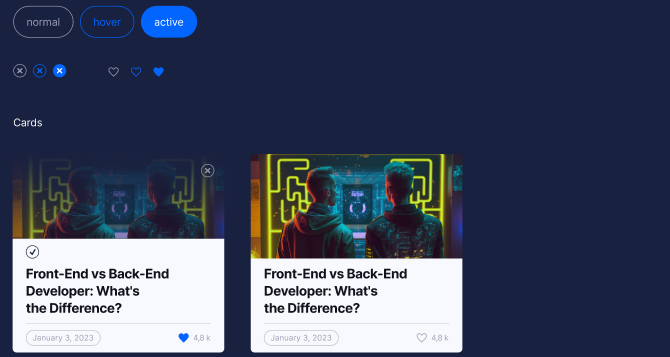 normal hover active
Cards
Front-End vs Back-End
Developer: What's
the Difference?
January 3, 2023 4,8 k
Front-End vs Back-End
Developer: What's
the Difference?
January 3, 2023 4,8 k